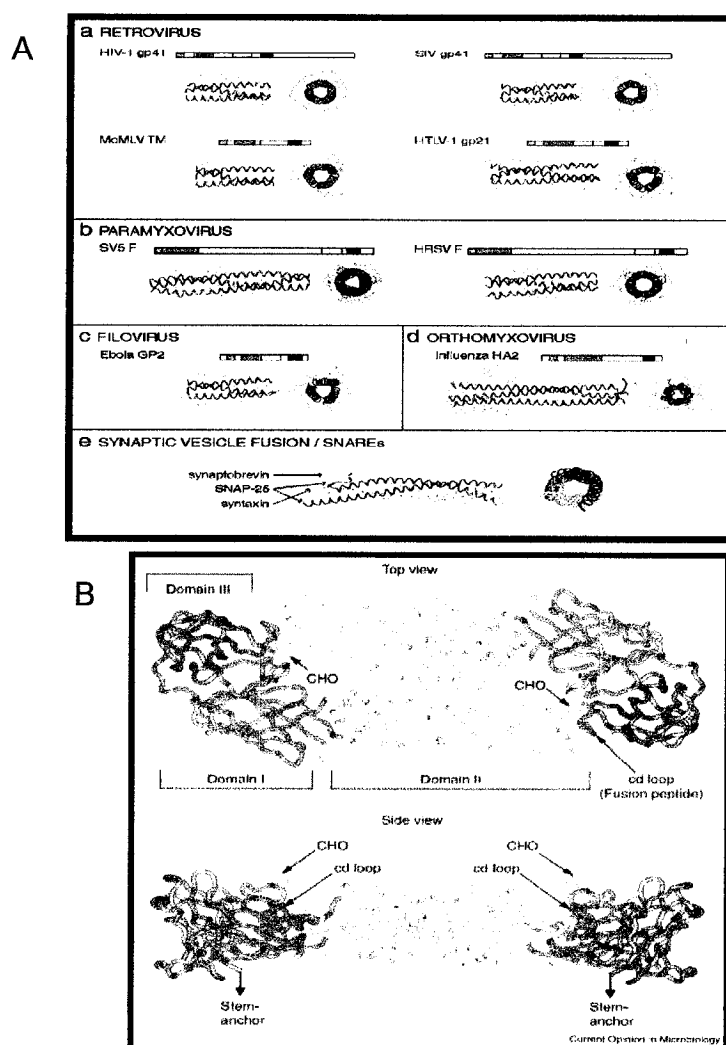 A
a RETROVIRUS
HIV-1 gp41
SIV gp41
MoMLV TM
HTLV-1 gp21
b PARAMYXOVIRUS
SV5 F
HRSV F
c FILOVIRUS
Ebola GP2
d ORTHOMYXOVIRUS
Influenza HA2
e SYNAPTIC VESICLE FUSION / SNAREs
synaptobrevin
SNAP-25
syntaxin
B
Top view
Domain III
CHO
CHO
Domain I
Domain II
cd loop
(Fusion peptide)
Side view
CHO
CHO
cd loop
cd loop
Stem-
anchor
Stem-
anchor
Current Opinion in Microbiology